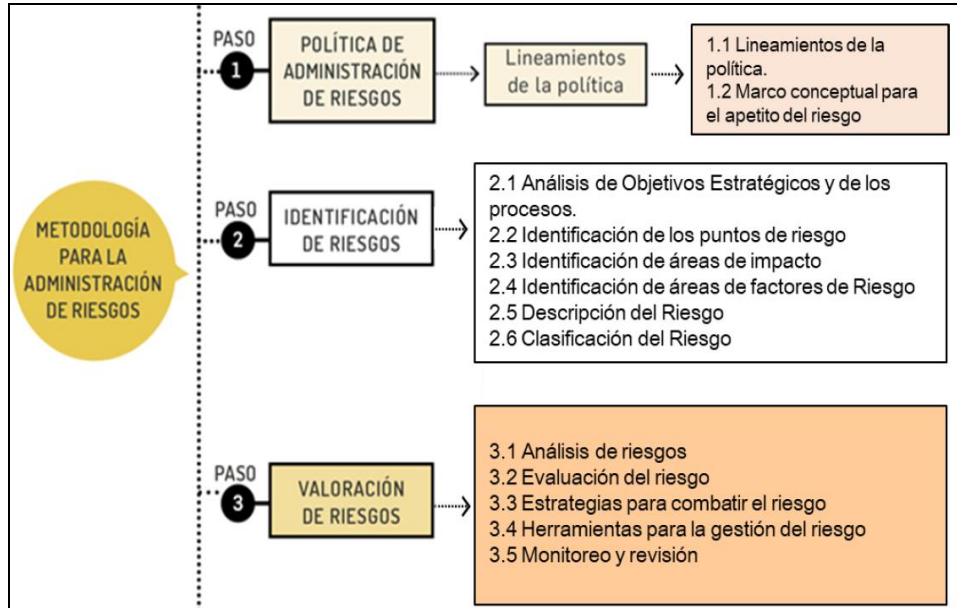 METODOLOGÍA
PARA LA
ADMINISTRACIÓN
DE RIESGOS
PASO
1
POLÍTICA DE
ADMINISTRACIÓN
DE RIESGOS
Lineamientos
de la política
1.1 Lineamientos de la
política.
1.2 Marco conceptual para
el apetito del riesgo
PASO
2
IDENTIFICACIÓN
DE RIESGOS
2.1 Análisis de Objetivos Estratégicos y de los
procesos.
2.2 Identificación de los puntos de riesgo
2.3 Identificación de áreas de impacto
2.4 Identificación de áreas de factores de Riesgo
2.5 Descripción del Riesgo
2.6 Clasificación del Riesgo
PASO
3
VALORACIÓN
DE RIESGOS
3.1 Análisis de riesgos
3.2 Evaluación del riesgo
3.3 Estrategias para combatir el riesgo
3.4 Herramientas para la gestión del riesgo
3.5 Monitoreo y revisión